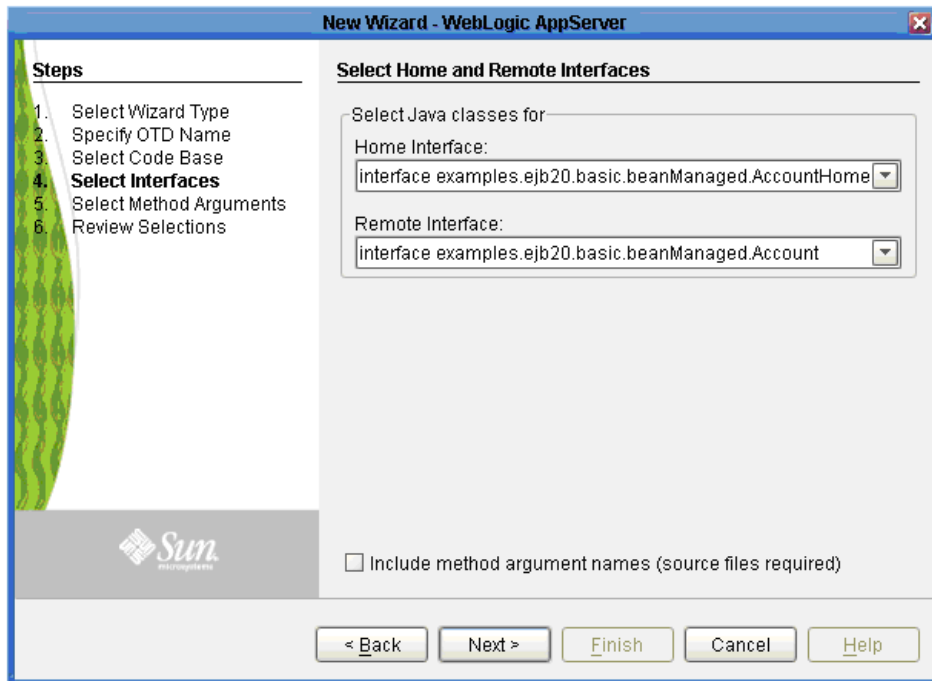 New Wizard - WebLogic AppServer
Steps
1. Select Wizard Type
2. Specify OTD Name
3. Select Code Base
4. Select Interfaces
5. Select Method Arguments
6. Review Selections
Sun
microsystems
Select Home and Remote Interfaces
Select Java classes for
Home Interface:
interface examples.ejb20.basic.beanManaged.AccountHome
Remote Interface:
interface examples.ejb20.basic.beanManaged.Account
Include method argument names (source files required)
< Back Next > Finish Cancel Help